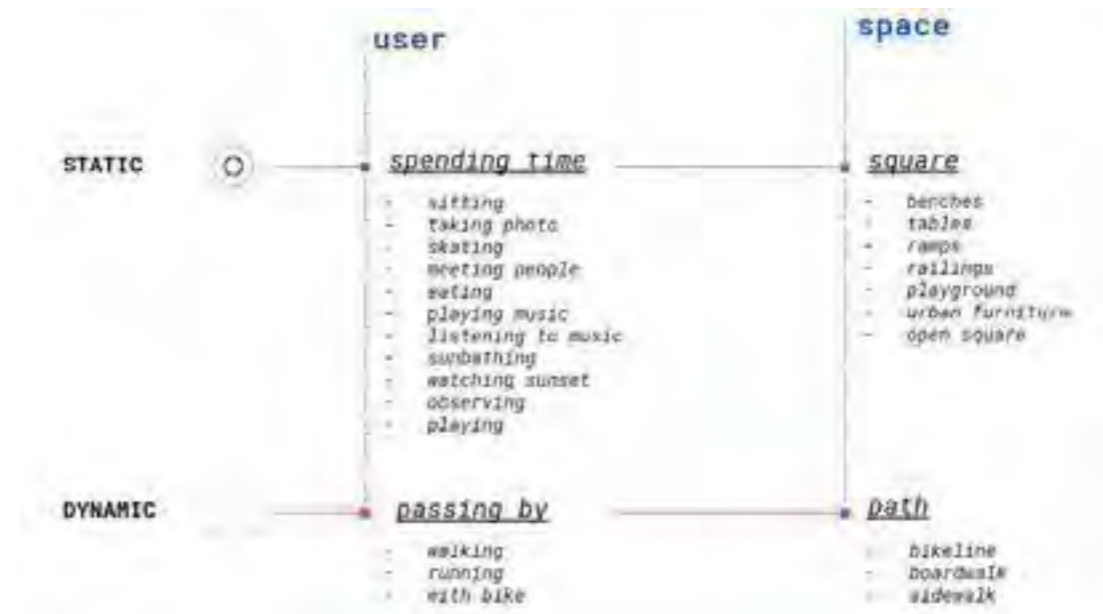 user
space
STATIC
spending time
- sitting
- taking photo
- skating
- meeting people
- eating
- playing music
- listening to music
- sunbathing
- watching sunset
- observing
- playing
square
- benches
- tables
- ramps
- railings
- playground
- urban furniture
- open square
DYNAMIC
passing by
- walking
- running
- with bike
path
- bikeline
- boardwalk
- sidewalk